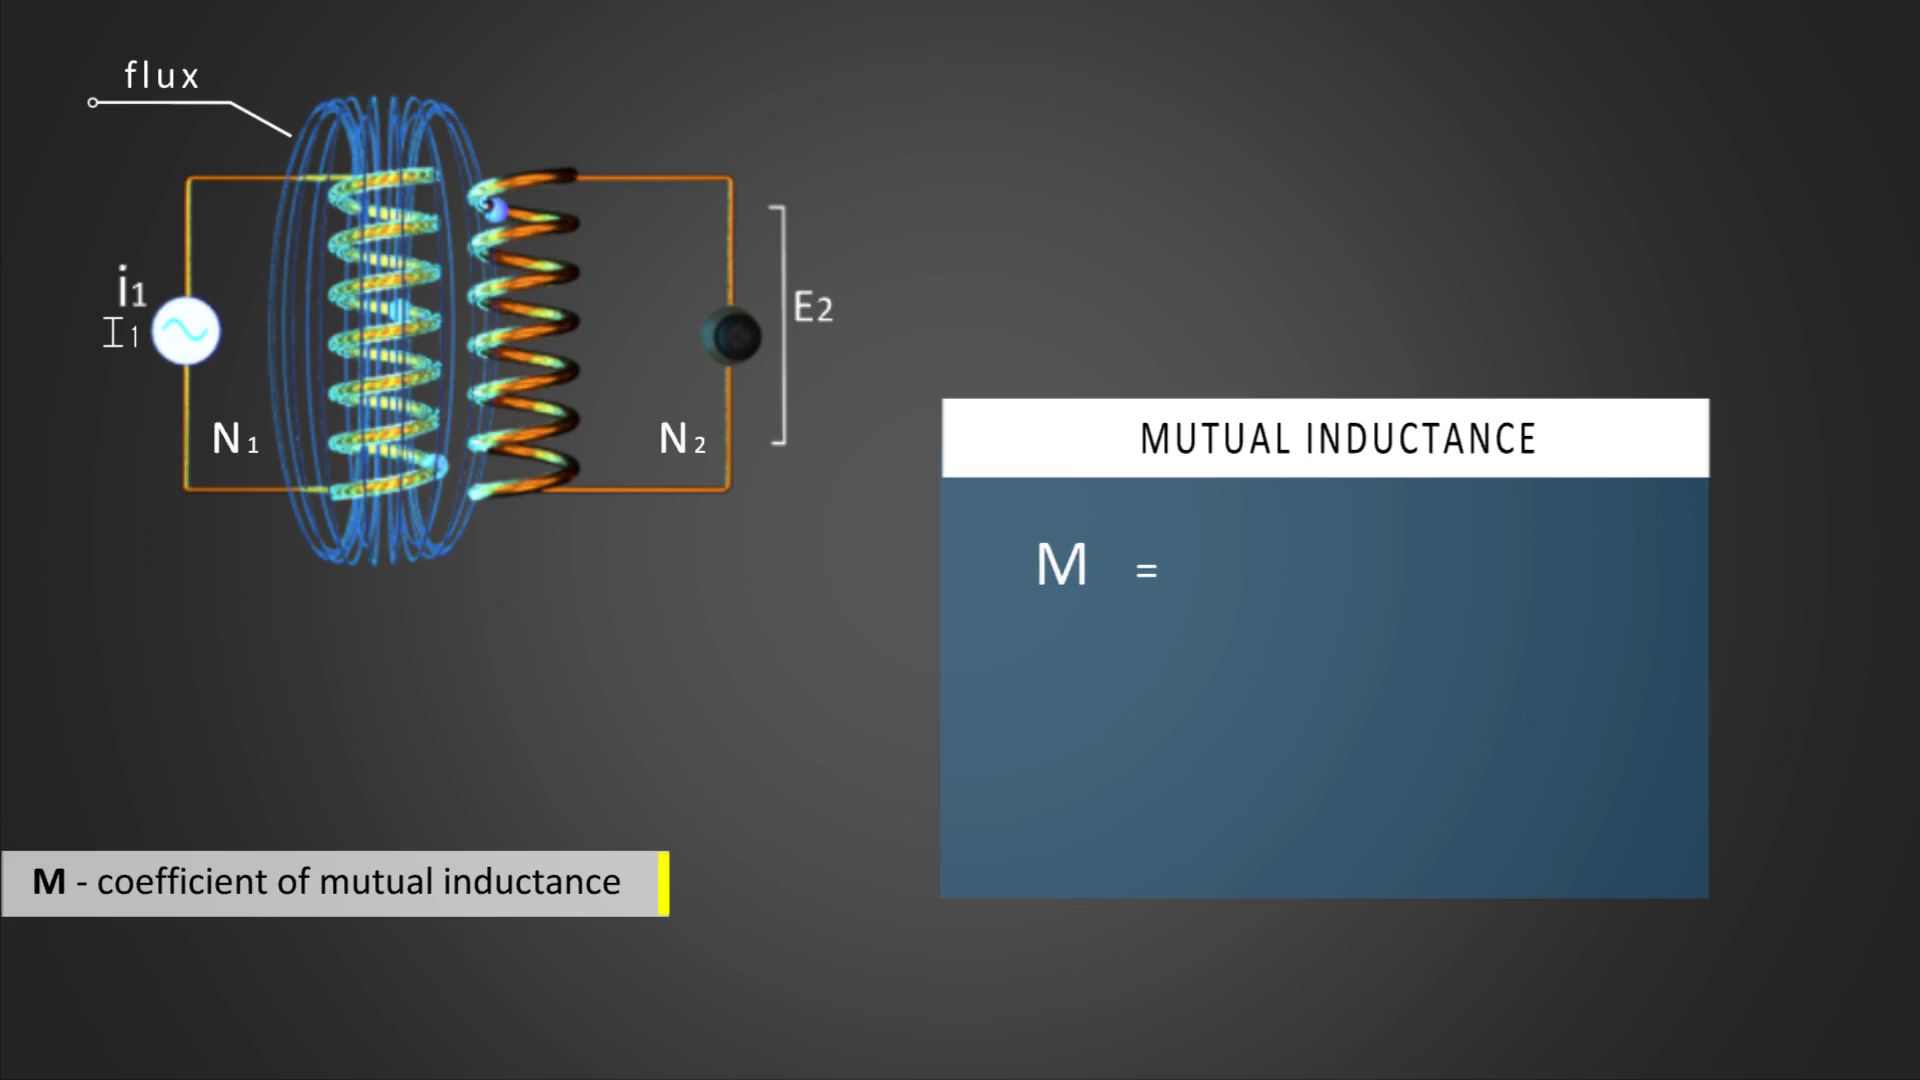 flux
i1
I1
E2
N1
N2
MUTUAL INDUCTANCE
M =
M - coefficient of mutual inductance